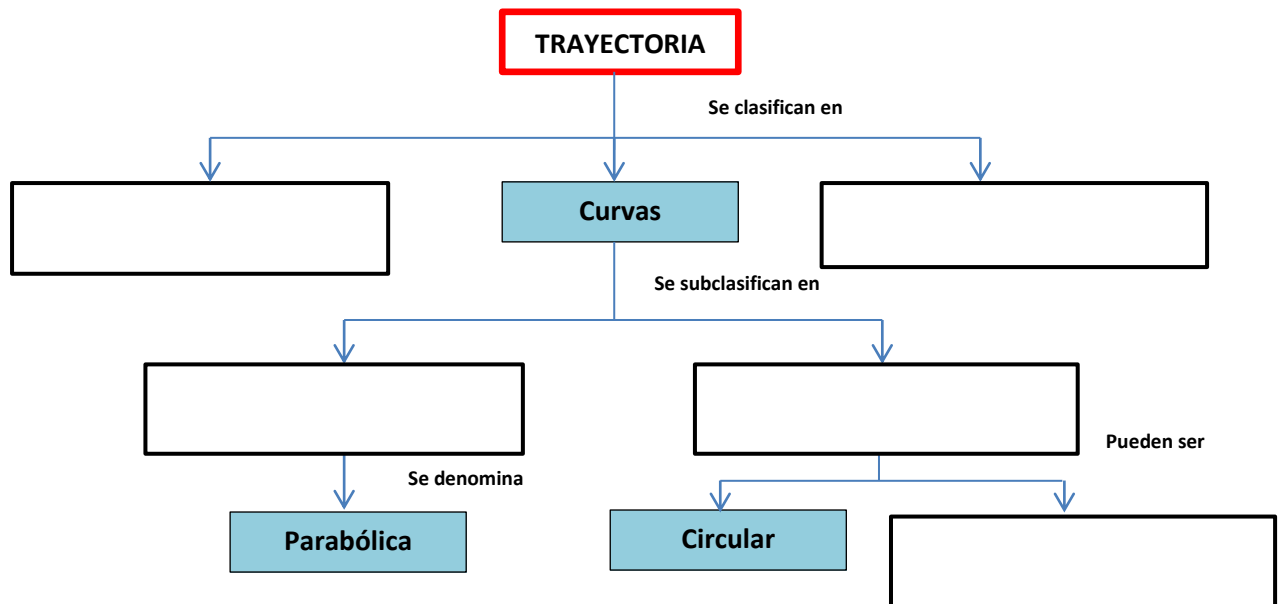 TRAYECTORIA
Se clasifican en
Curvas
Se subclasifican en
Pueden ser
Se denomina
Parabólica
Circular